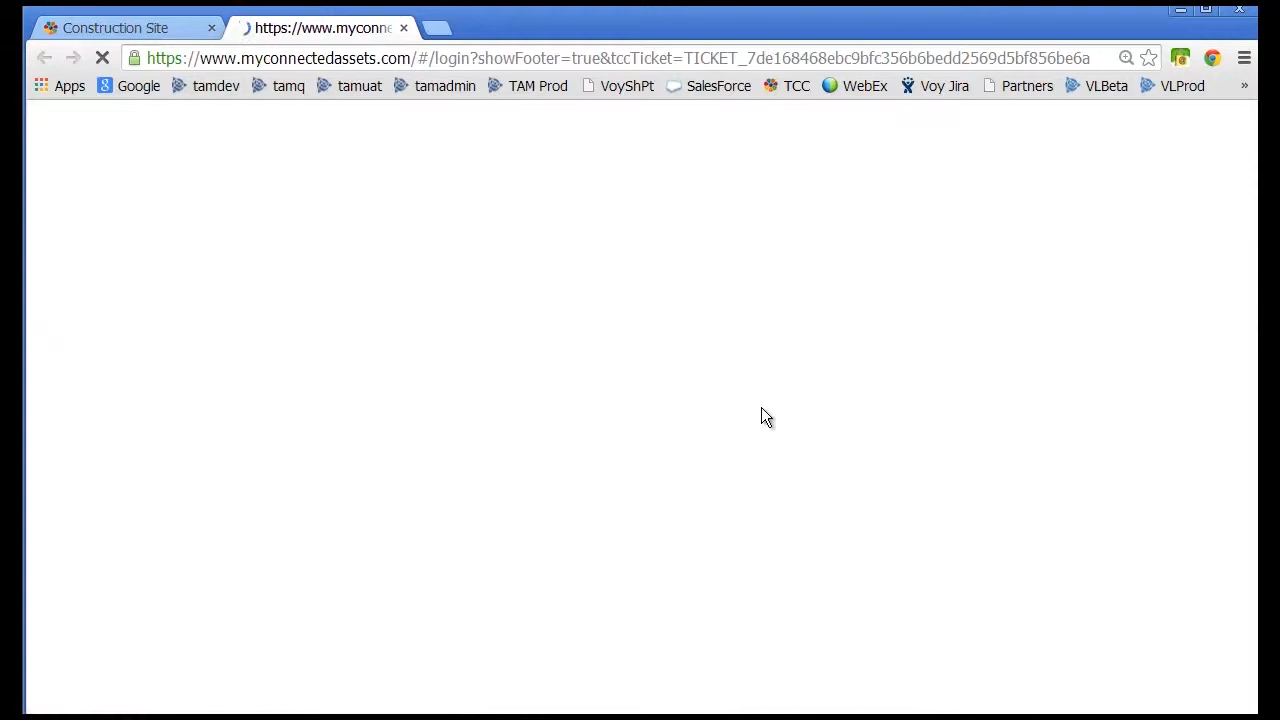 Construction Site
https://www.myconne
https://www.myconnectedassets.com/#/login?showFooter=true&tccTicket=TICKET_7de168468ebc9bfc356b6bedd2569d5bf856be6a
Apps Google tamdev tamq tamuat tamadmin TAM Prod VoyShPt SalesForce TCC WebEx Voy Jira Partners VLBeta VLProd »